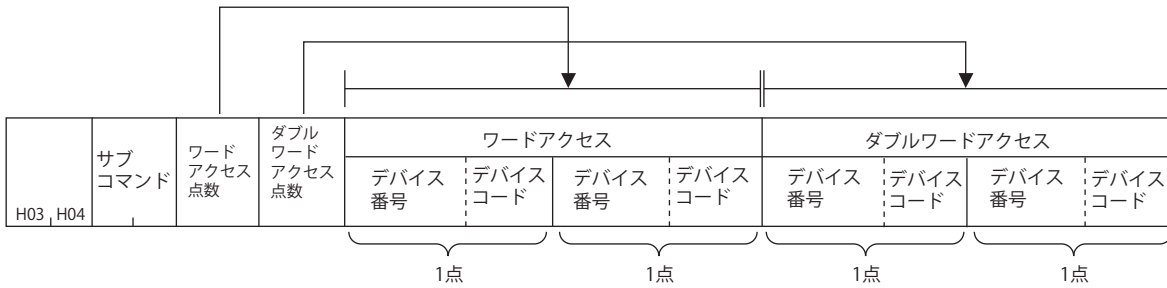 H03 H04
サブ
コマンド
ワード
アクセス
点数
ダブル
ワード
アクセス
点数
ワードアクセス
ダブルワードアクセス
デバイス
番号
デバイス
コード
デバイス
番号
デバイス
コード
デバイス
番号
デバイス
コード
デバイス
番号
デバイス
コード
1点
1点
1点
1点